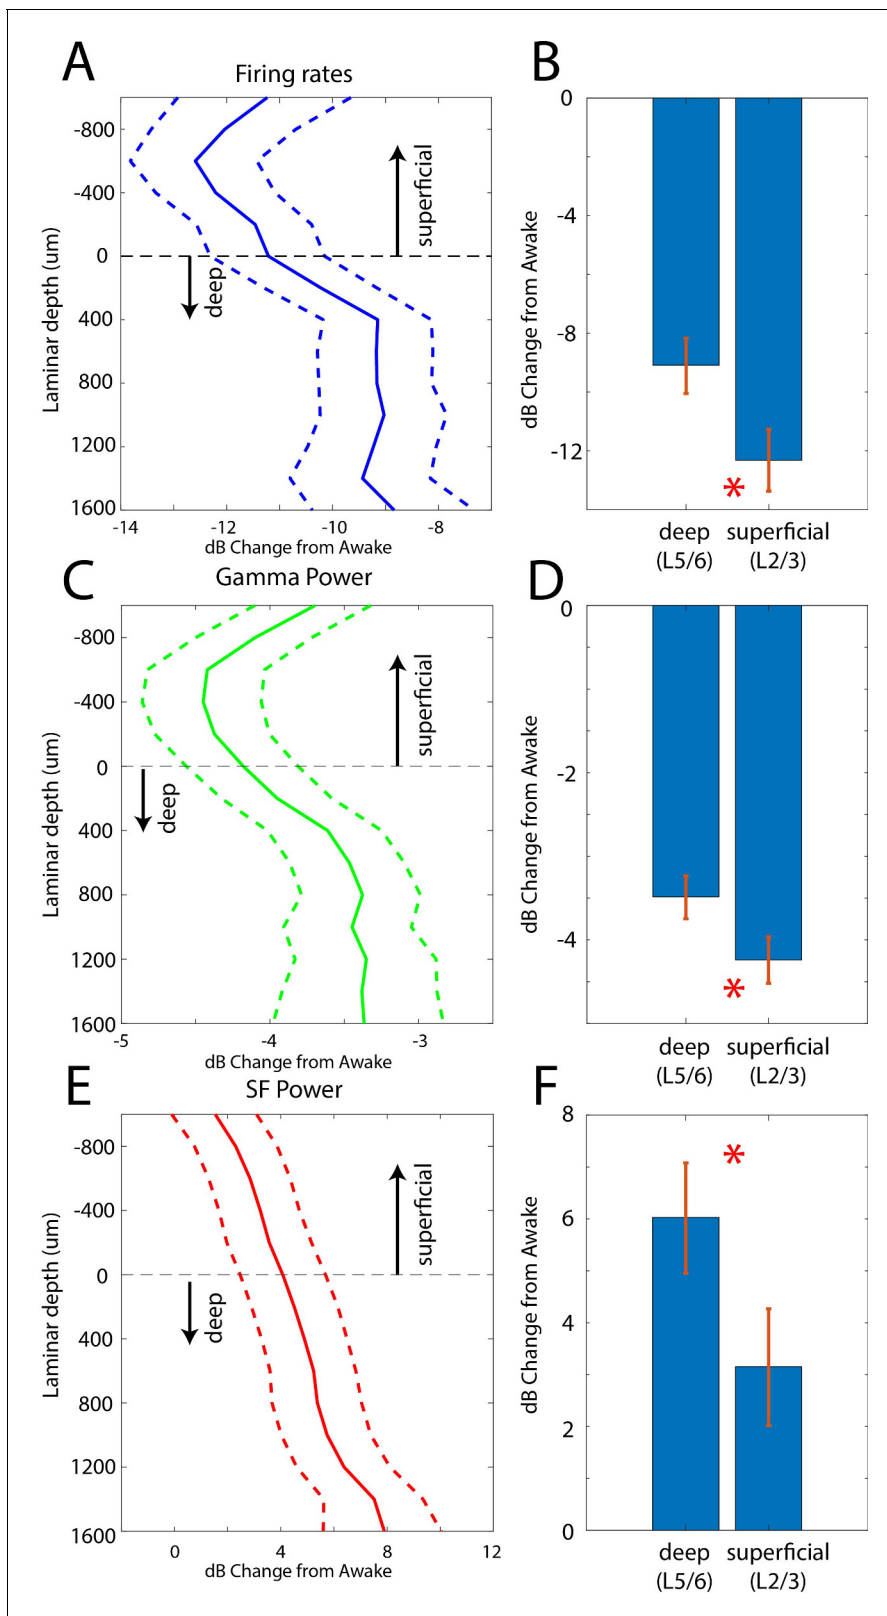 A
Firing rates
-800
-400
0
400
800
1200
1600
Laminar depth (um)
superficial
deep
-14
-12
-10
-8
dB Change from Awake
B
0
-4
-8
-12
dB Change from Awake
*
deep
(L5/6)
superficial
(L2/3)
C
Gamma Power
-800
-400
0
400
800
1200
1600
Laminar depth (um)
superficial
deep
-5
-4
-3
dB Change from Awake
D
0
-2
-4
dB Change from Awake
*
deep
(L5/6)
superficial
(L2/3)
E
SF Power
-800
-400
0
400
800
1200
1600
Laminar depth (um)
superficial
deep
0
4
8
12
dB Change from Awake
F
8
6
4
2
0
dB Change from Awake
*
deep
(L5/6)
superficial
(L2/3)